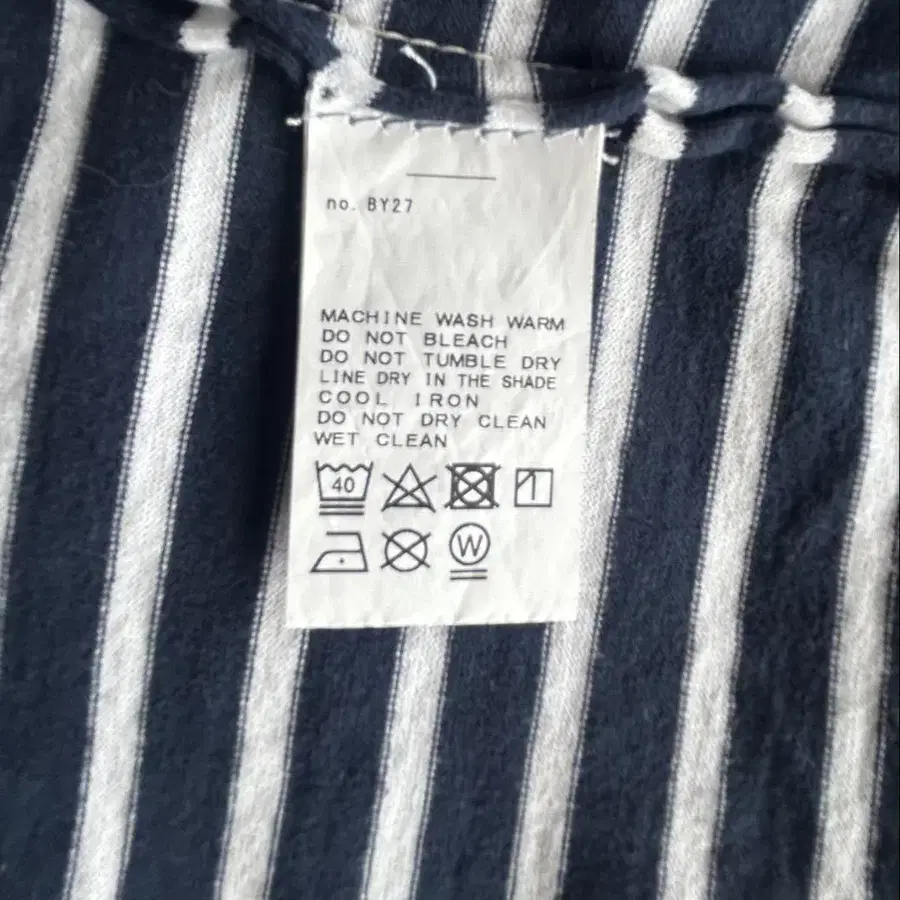 no. BY27
MACHINE WASH WARM
DO NOT BLEACH
DO NOT TUMBLE DRY
LINE DRY IN THE SHADE
COOL IRON
DO NOT DRY CLEAN
WET CLEAN
40
W